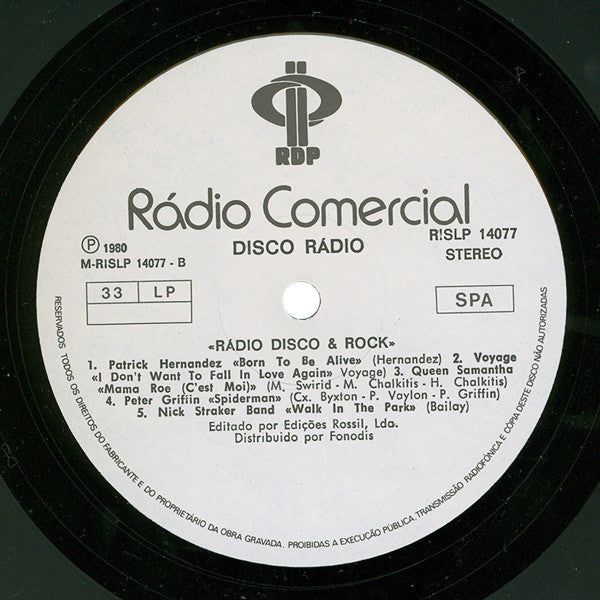 RDP
Rádio Comercial
DISCO RÁDIO
R!SLP 14077
STEREO
Ⓟ 1980
M-R!SLP 14077 - B
33 LP
SPA
«RÁDIO DISCO & ROCK»
1. Patrick Hernandez «Born To Be Alive» (Hernandez) 2. Voyage
«I Don't Want To Fall In Love Again» Voyage) 3. Queen Samantha
«Mama Roe (C'est Moi)» (M. Swirid - M. Chalkitis - H. Chalkitis)
4. Peter Griffin «Spiderman» (Cx. Byxton - P. Vaylon - P. Griffin)
5. Nick Straker Band «Walk In The Park» (Bailay)
Editado por Edições Rossil, Lda.
Distribuido por Fonodis
RESERVADOS TODOS OS DIREITOS DO FABRICANTE E DO PROPRIETÁRIO DA OBRA GRAVADA. PROIBIDAS A EXECUÇÃO PÚBLICA, TRANSMISSÃO RADIOFÓNICA E CÓPIA DESTE DISCO NÃO AUTORIZADAS